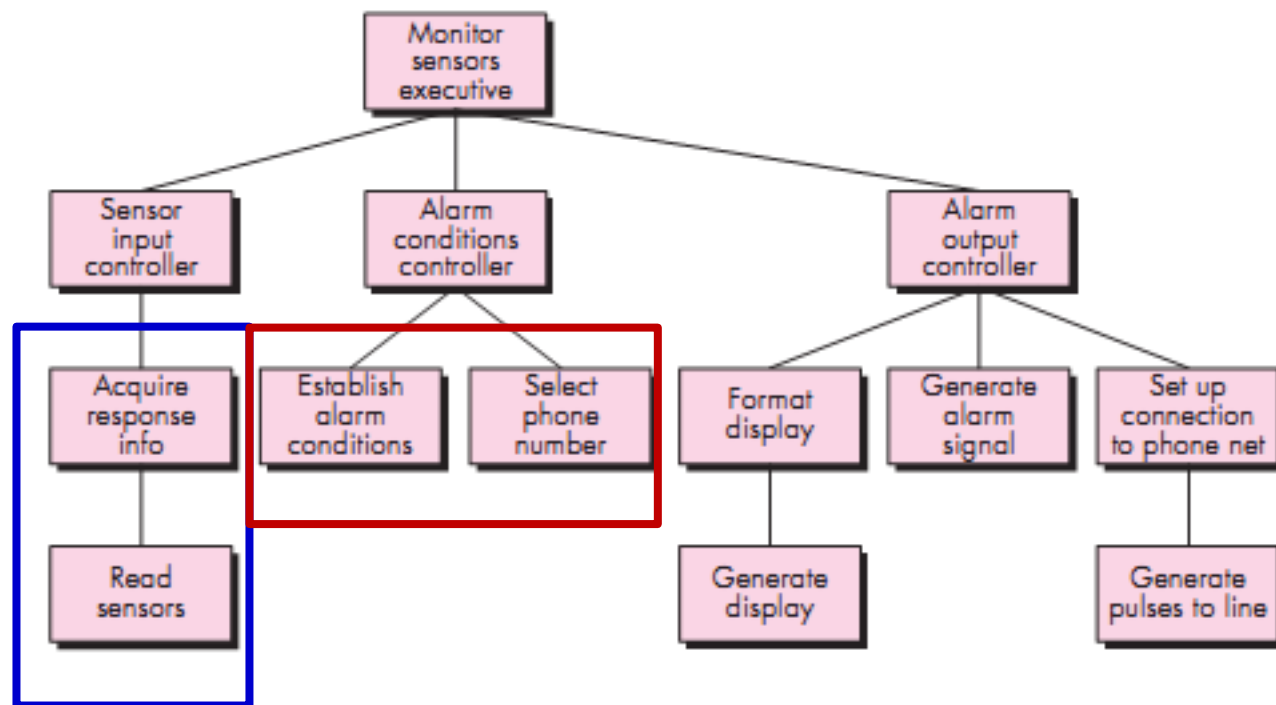 Monitor
sensors
executive
Sensor
input
controller
Alarm
conditions
controller
Alarm
output
controller
Acquire
response
info
Establish
alarm
conditions
Select
phone
number
Format
display
Generate
alarm
signal
Set up
connection
to phone net
Read
sensors
Generate
display
Generate
pulses to line